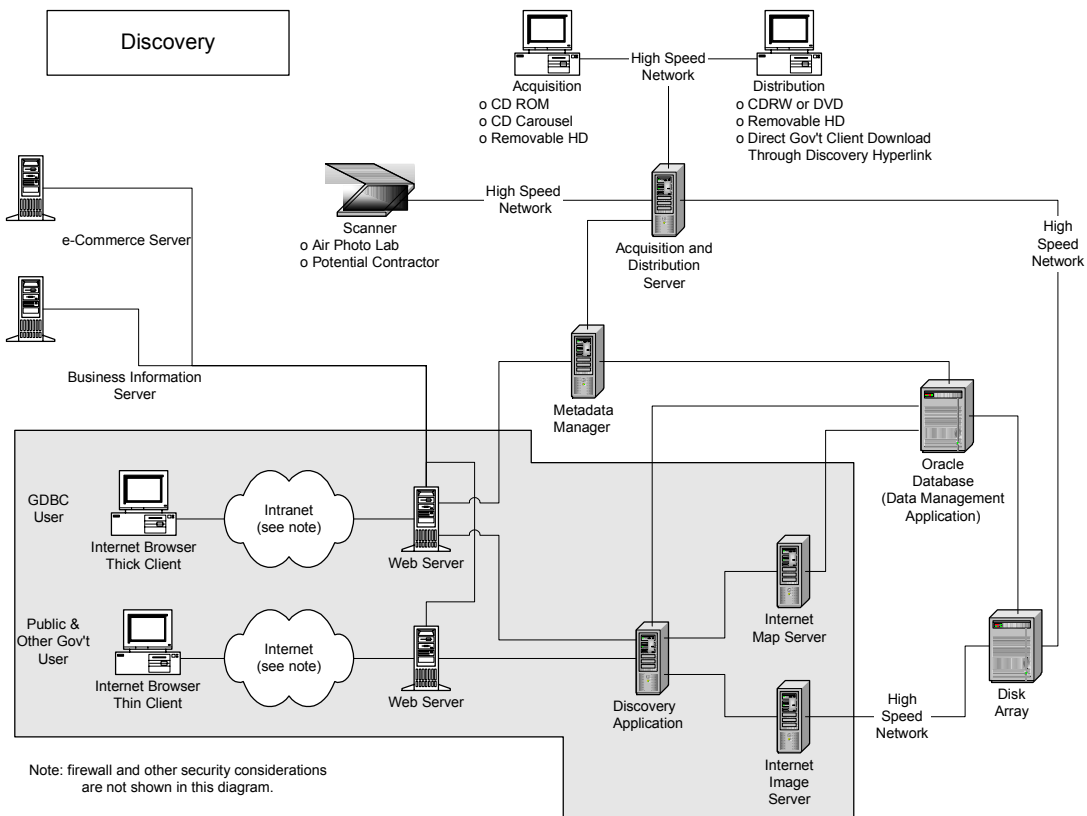 Discovery
High Speed
Network
Acquisition
o CD ROM
o CD Carousel
o Removable HD
Distribution
o CDRW or DVD
o Removable HD
o Direct Gov't Client Download
Through Discovery Hyperlink
High Speed
Network
Scanner
o Air Photo Lab
o Potential Contractor
Acquisition and
Distribution
Server
High
Speed
Network
e-Commerce Server
Business Information
Server
Metadata
Manager
Oracle
Database
(Data Management
Application)
GDBC
User
Internet Browser
Thick Client
Intranet
(see note)
Web Server
Public &
Other Gov't
User
Internet Browser
Thin Client
Internet
(see note)
Web Server
Discovery
Application
Internet
Map Server
Internet
Image
Server
High
Speed
Network
Disk
Array
Note: firewall and other security considerations
are not shown in this diagram.